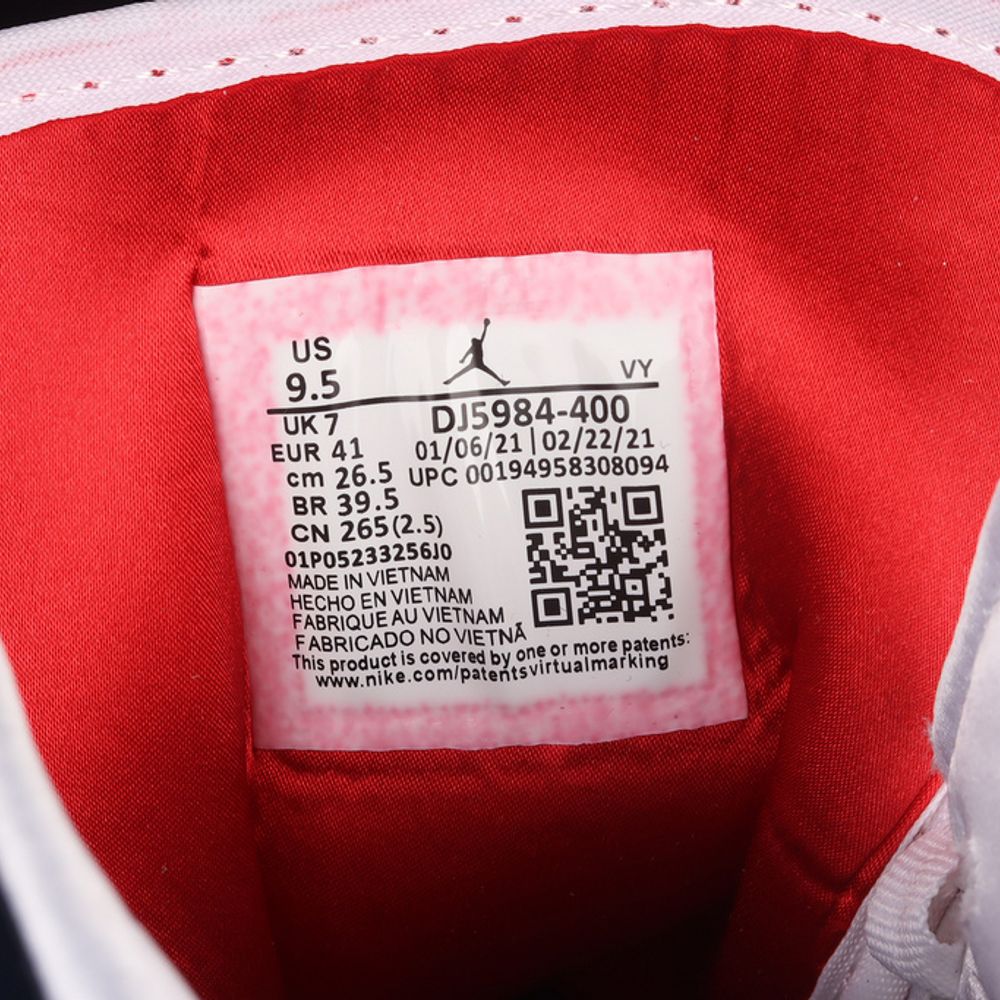 US
9.5
VY
UK 7
DJ5984-400
EUR 41
01/06/21 | 02/22/21
cm 26.5
UPC 00194958308094
BR 39.5
CN 265(2.5)
01P05233256J0
MADE IN VIETNAM
HECHO EN VIETNAM
FABRIQUE AU VIETNAM
FABRICADO NO VIETNÃ
This product is covered by one or more patents:
www.nike.com/patentsvirtualmarking